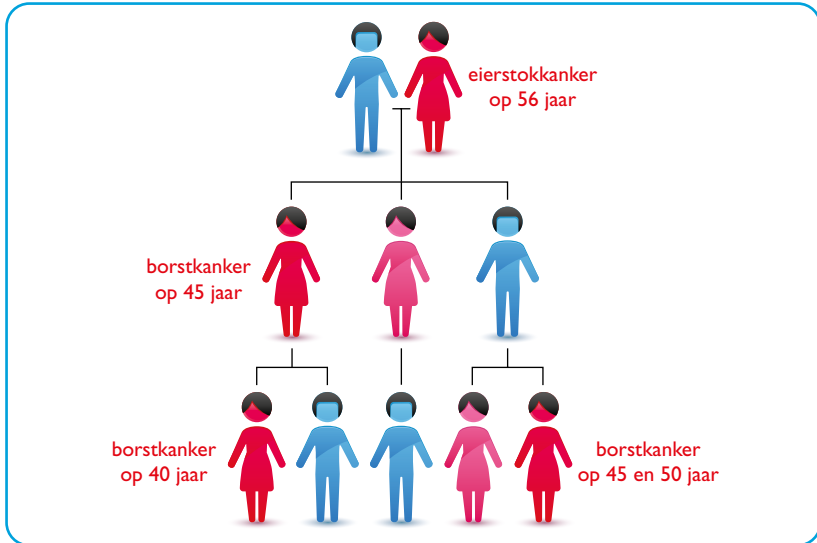 eierstokkanker
op 56 jaar
borstkanker
op 45 jaar
borstkanker
op 40 jaar
borstkanker
op 45 en 50 jaar